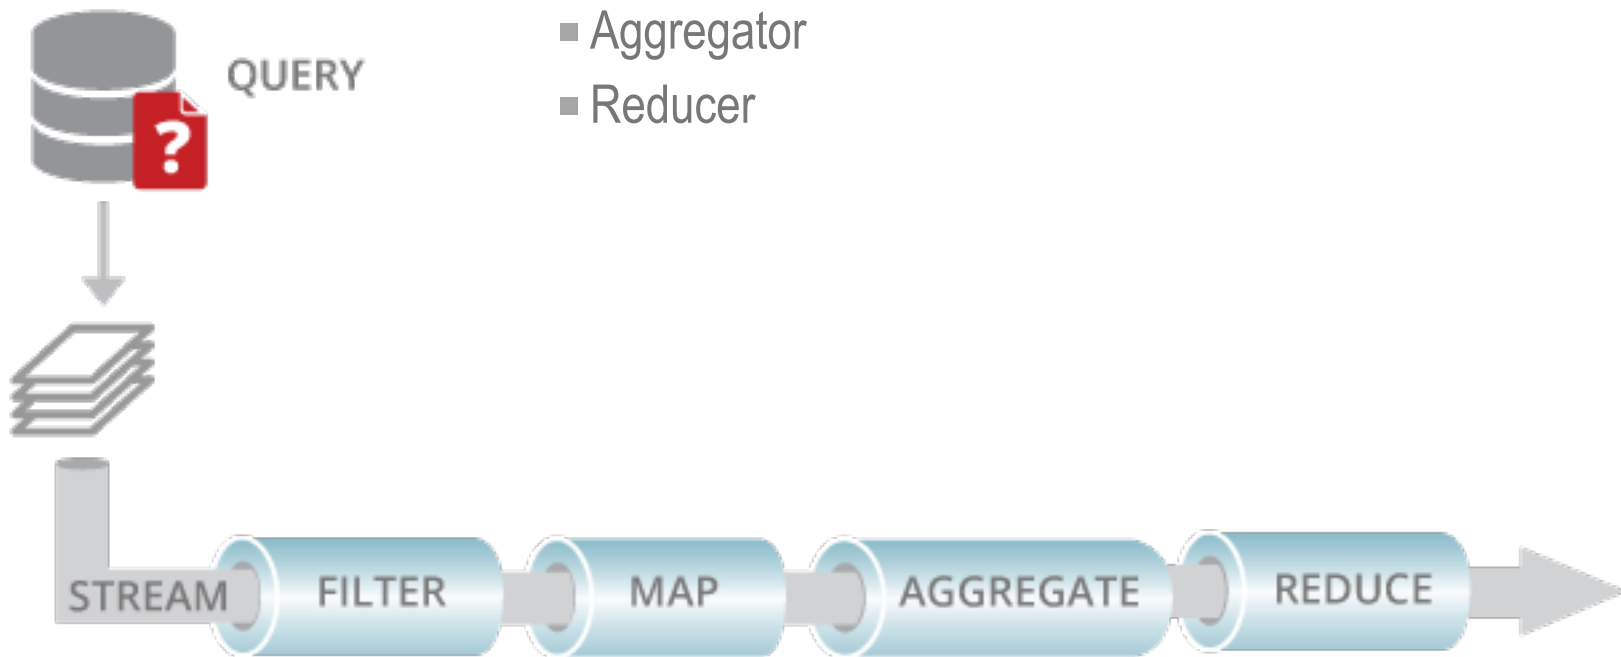 QUERY
▪ Aggregator
▪ Reducer
?
STREAM
FILTER
MAP
AGGREGATE
REDUCE